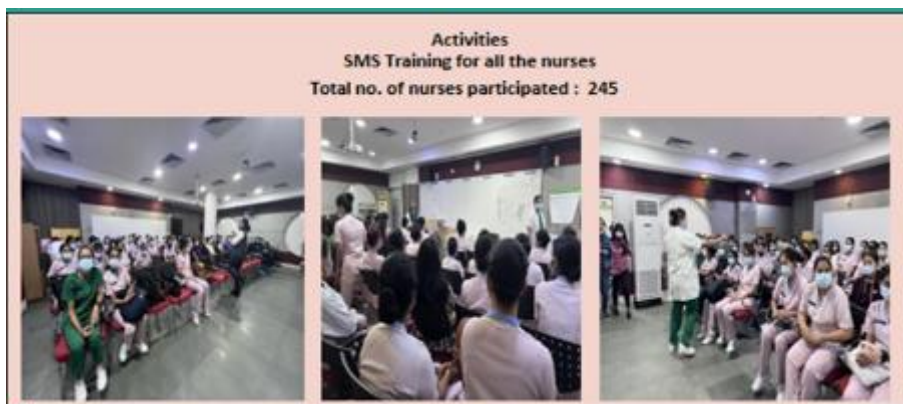 Activities
SMS Training for all the nurses
Total no. of nurses participated : 245